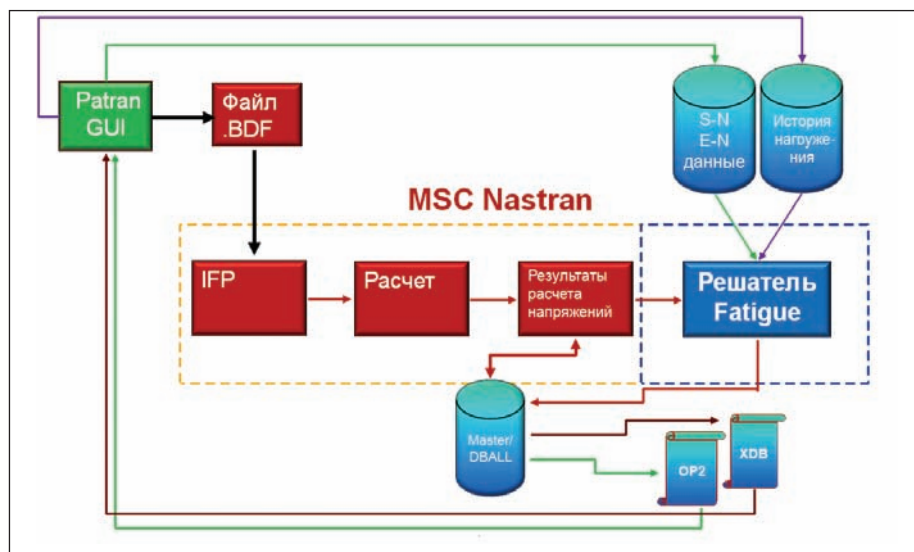 Patran
GUI
Файл
.BDF
S-N
E-N
данные
История
нагруже-
ния
MSC Nastran
IFP
Расчет
Результаты
расчета
напряжений
Решатель
Fatigue
Master/
DBALL
OP2
XDB